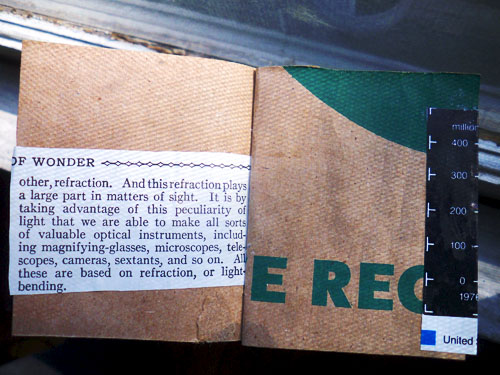 OF WONDER
other, refraction. And this refraction plays
a large part in matters of sight. It is by
taking advantage of this peculiarity of
light that we are able to make all sorts
of valuable optical instruments, includ-
ing magnifying-glasses, microscopes, tele-
scopes, cameras, sextants, and so on. All
these are based on refraction, or light-
bending.
E REC
million
400
300
200
100
0
1976
United